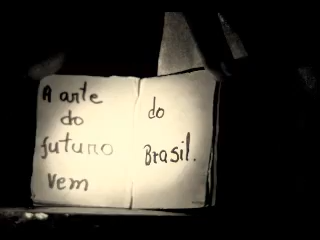 A arte
do
futuro
vem
do
Brasil.